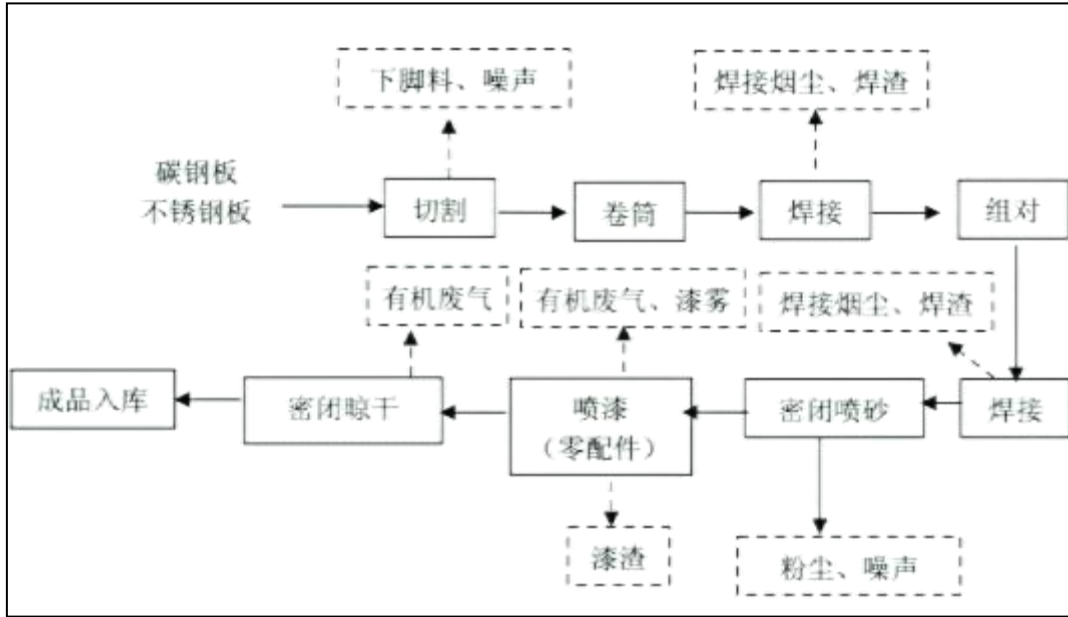 下脚料、噪声
焊接烟尘、焊渣
碳钢板
不锈钢板
切割
卷筒
焊接
组对
有机废气
有机废气、漆雾
焊接烟尘、焊渣
成品入库
密闭晾干
喷漆
（零配件）
密闭喷砂
焊接
漆渣
粉尘、噪声